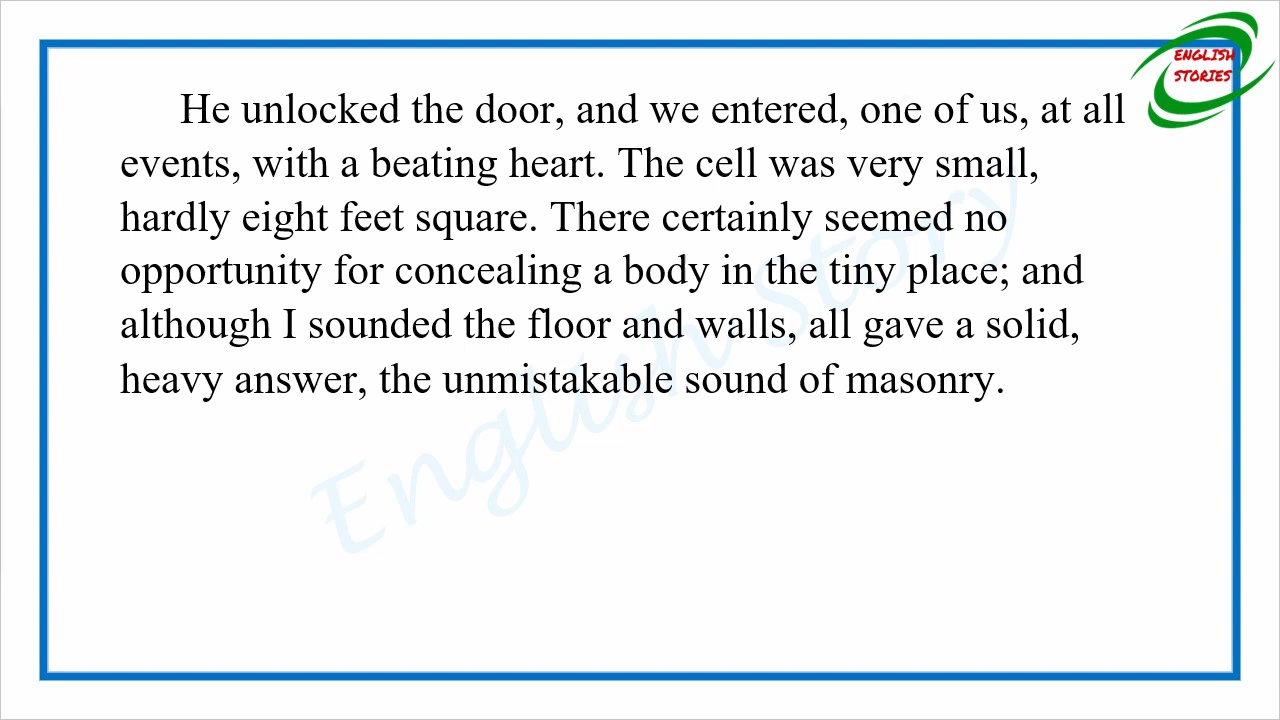 ENGLISH
STORIES
He unlocked the door, and we entered, one of us, at all
events, with a beating heart. The cell was very small,
hardly eight feet square. There certainly seemed no
opportunity for concealing a body in the tiny place; and
although I sounded the floor and walls, all gave a solid,
heavy answer, the unmistakable sound of masonry.
English Story